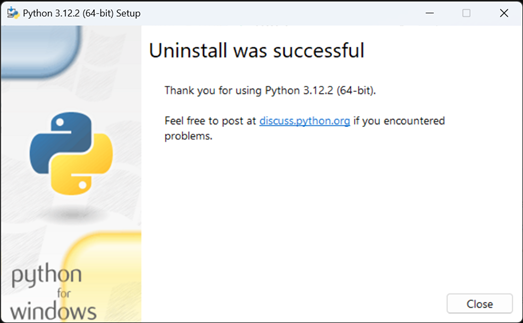 Python 3.12.2 (64-bit) Setup
Uninstall was successful
Thank you for using Python 3.12.2 (64-bit).
Feel free to post at discuss.python.org if you encountered
problems.
python
for
windows
Close